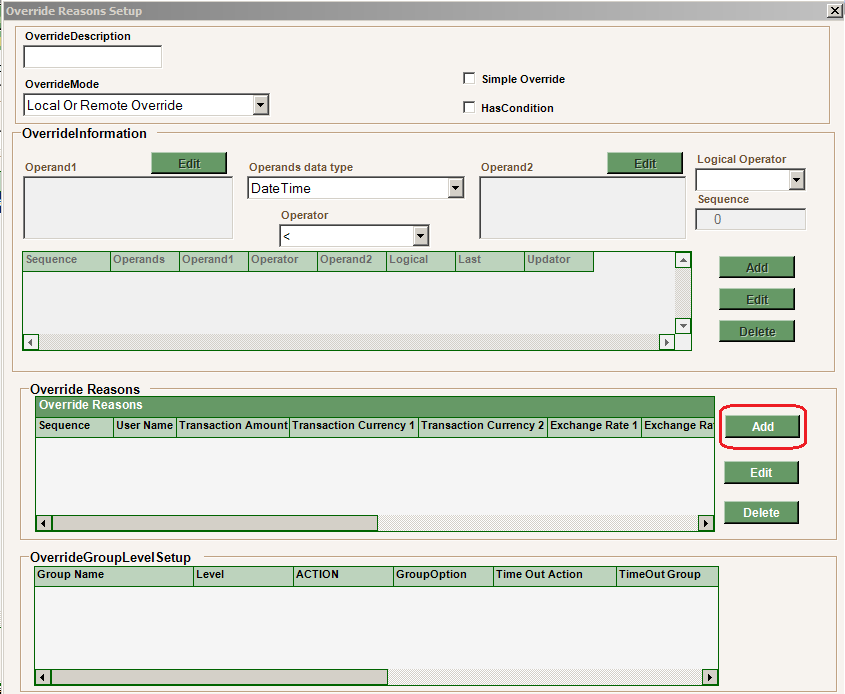 Override Reasons Setup
OverrideDescription
OverrideMode
Local Or Remote Override
Simple Override
HasCondition
OverrideInformation
Operand1
Edit
Operands data type
DateTime
Operator
<
Operand2
Edit
Logical Operator
Sequence
0
Sequence Operands Operand1 Operator Operand2 Logical Last Updator
Add
Edit
Delete
Override Reasons
Override Reasons
Sequence User Name Transaction Amount Transaction Currency 1 Transaction Currency 2 Exchange Rate 1 Exchange Ra
Add
Edit
Delete
OverrideGroupLevelSetup
Group Name Level ACTION GroupOption Time Out Action TimeOut Group